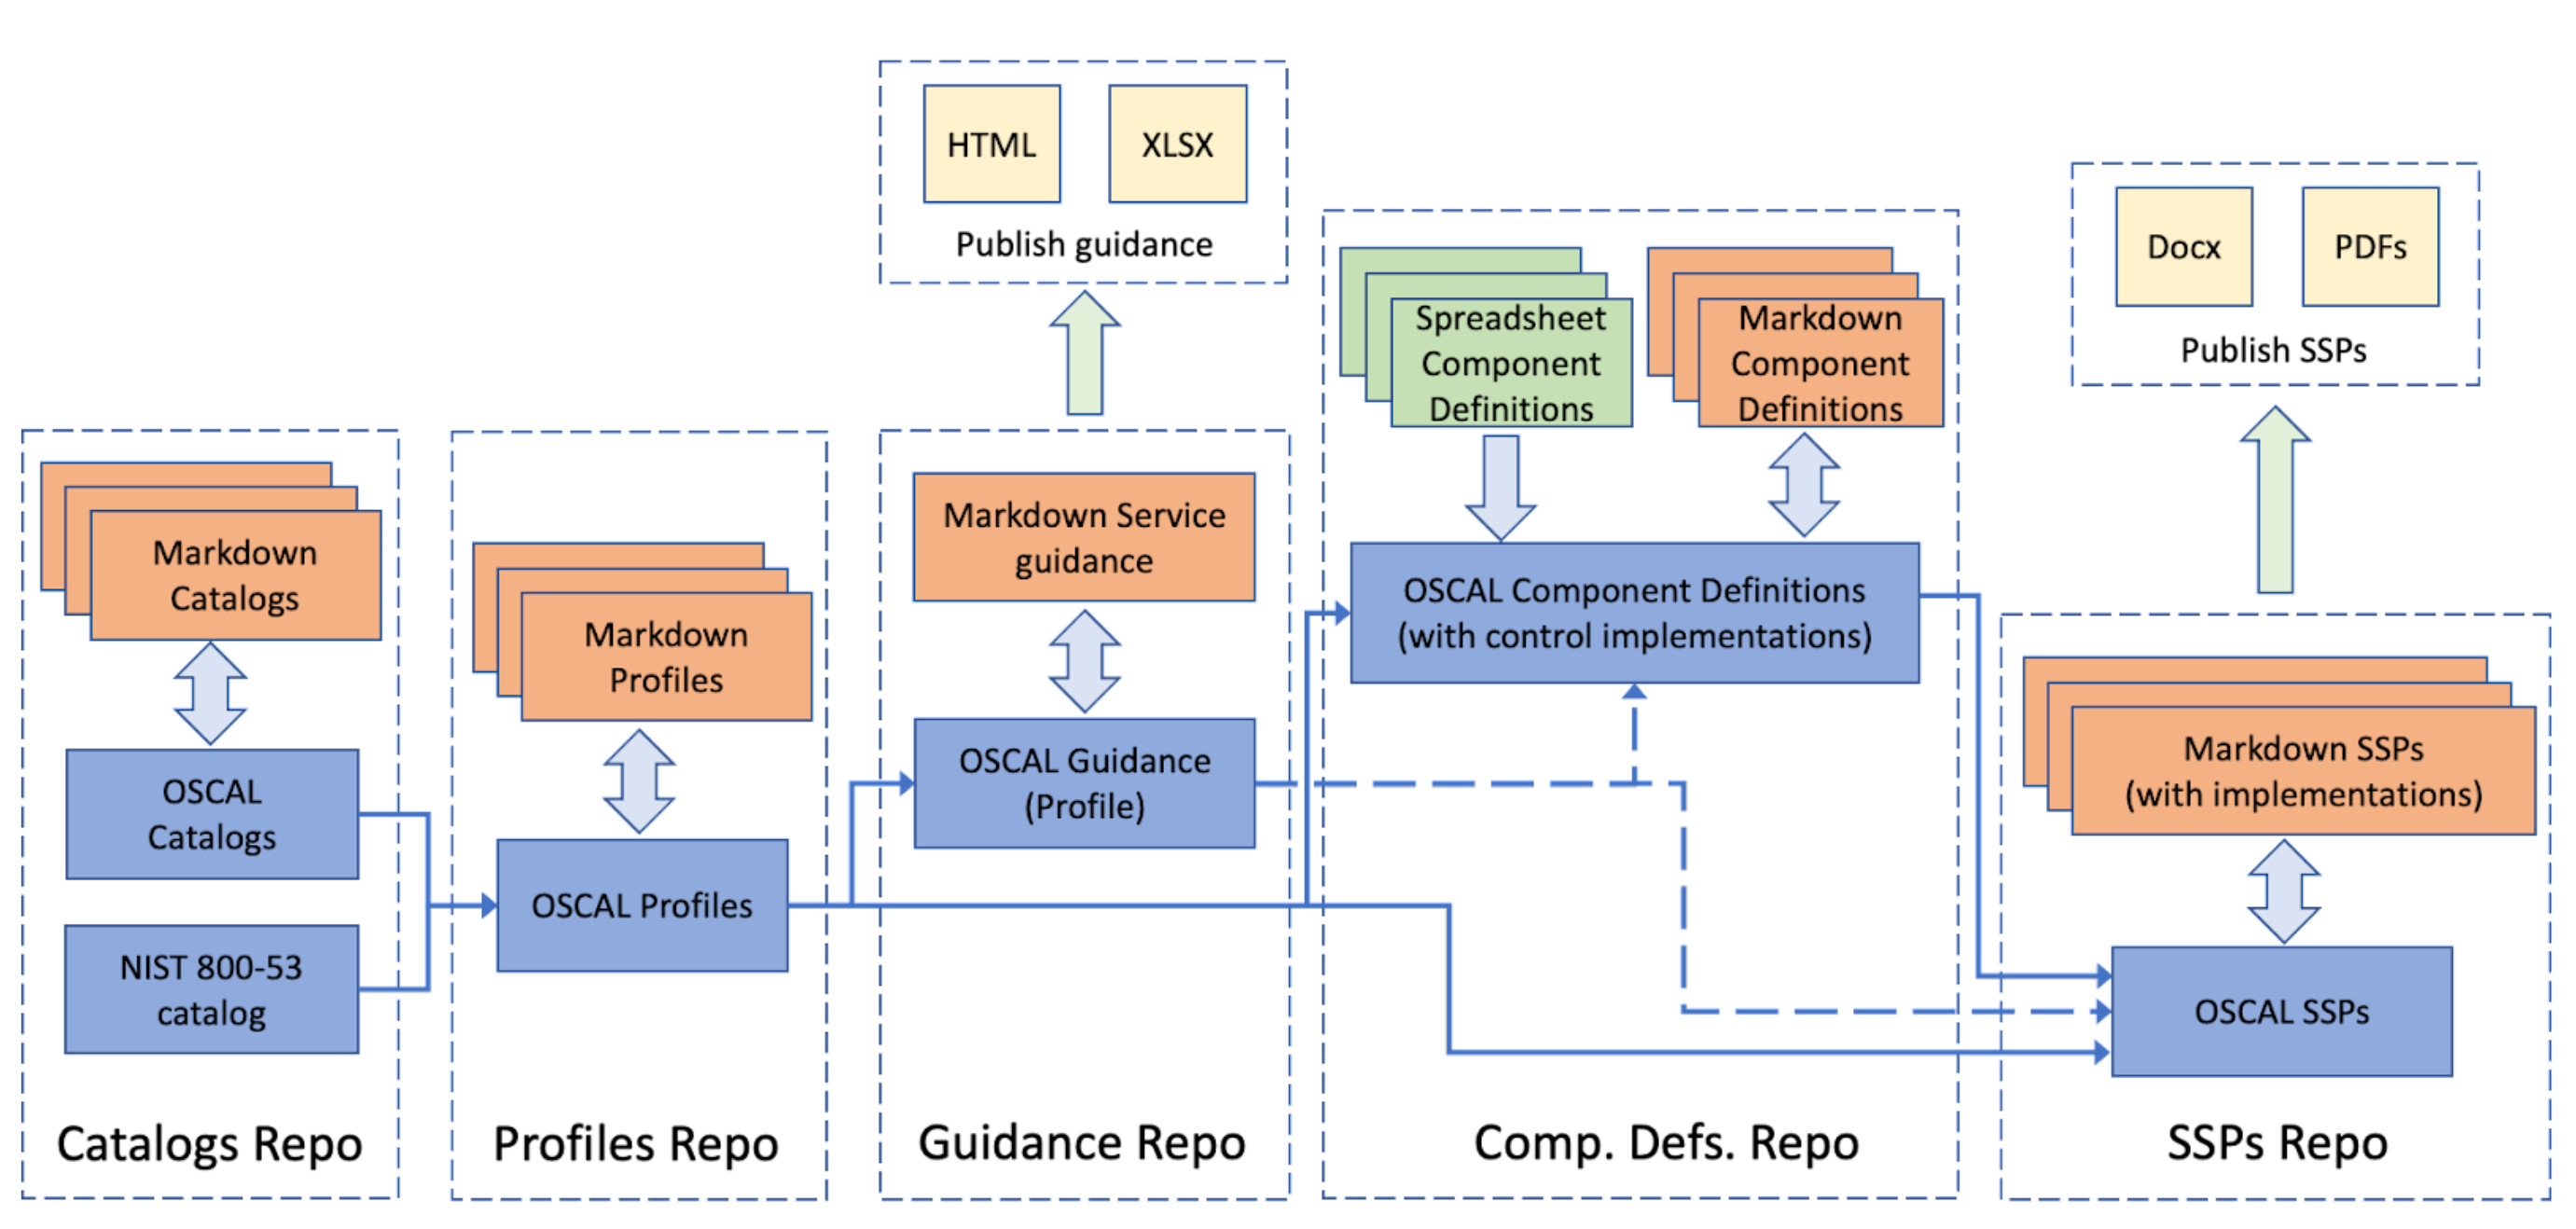 HTML
XLSX
Publish guidance
Docx
PDFs
Publish SSPs
Spreadsheet
Component
Definitions
Markdown
Component
Definitions
Markdown
Catalogs
Markdown
Profiles
Markdown Service
guidance
OSCAL Component Definitions
(with control implementations)
OSCAL
Catalogs
OSCAL Guidance
(Profile)
Markdown SSPs
(with implementations)
NIST 800-53
catalog
OSCAL Profiles
OSCAL SSPs
Catalogs Repo
Profiles Repo
Guidance Repo
Comp. Defs. Repo
SSPs Repo